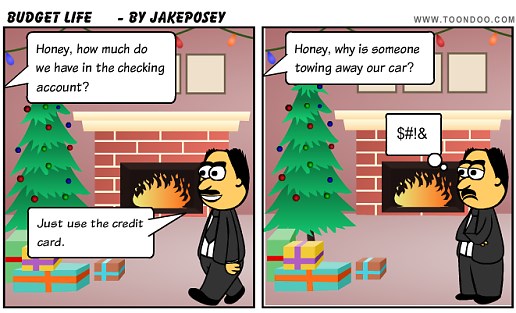 BUDGET LIFE - BY JAKEPOSEY
WWW.TOONDOO.COM
Honey, how much do
we have in the checking
account?
Just use the credit
card.
Honey, why is someone
towing away our car?
$#!&